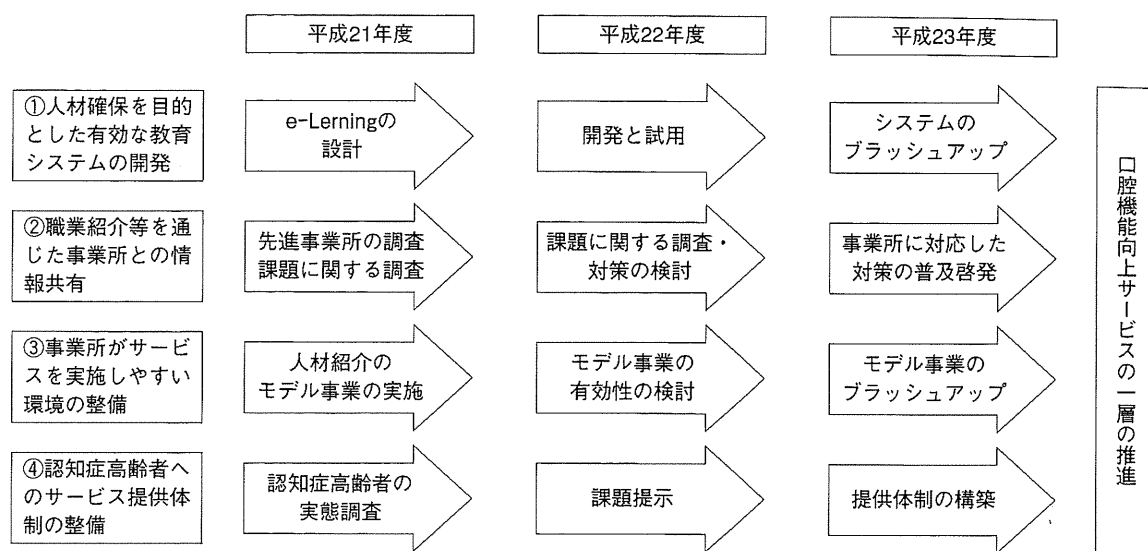 平成21年度
平成22年度
平成23年度
①人材確保を目的
とした有効な教育
システムの開発
e-Lerningの
設計
開発と試用
システムの
ブラッシュアップ
②職業紹介等を通
じた事業所との情
報共有
先進事業所の調査
課題に関する調査
課題に関する調査・
対策の検討
事業所に対応した
対策の普及啓発
③事業所がサービ
スを実施しやすい
環境の整備
人材紹介の
モデル事業の実施
モデル事業の
有効性の検討
モデル事業の
ブラッシュアップ
④認知症高齢者へ
のサービス提供体
制の整備
認知症高齢者の
実態調査
課題提示
提供体制の構築
口腔機能向上サービスの一層の推進